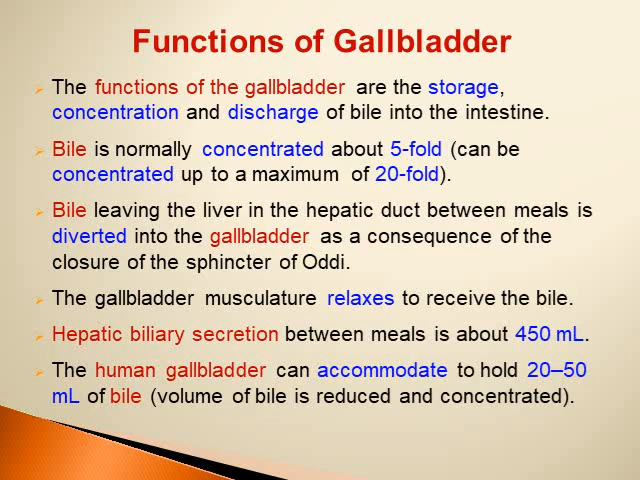 Functions of Gallbladder
The functions of the gallbladder are the storage,
concentration and discharge of bile into the intestine.
Bile is normally concentrated about 5-fold (can be
concentrated up to a maximum of 20-fold).
Bile leaving the liver in the hepatic duct between meals is
diverted into the gallbladder as a consequence of the
closure of the sphincter of Oddi.
The gallbladder musculature relaxes to receive the bile.
Hepatic biliary secretion between meals is about 450 mL.
The human gallbladder can accommodate to hold 20–50
mL of bile (volume of bile is reduced and concentrated).